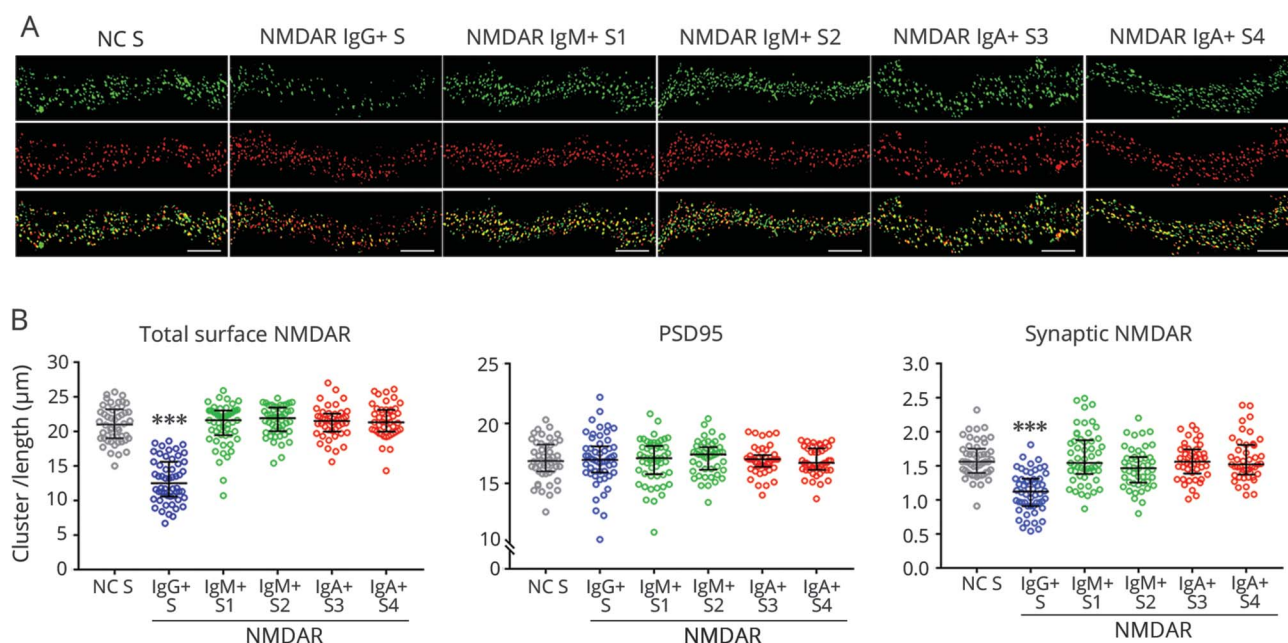 A
NC S
NMDAR IgG+ S
NMDAR IgM+ S1
NMDAR IgM+ S2
NMDAR IgA+ S3
NMDAR IgA+ S4
B
Total surface NMDAR
Cluster /length (μm)
30
25
20
15
10
5
0
***
NC S
IgG+ S
IgM+ S1
IgM+ S2
IgA+ S3
IgA+ S4
NMDAR
PSD95
25
20
15
10
0
NC S
IgG+ S
IgM+ S1
IgM+ S2
IgA+ S3
IgA+ S4
NMDAR
Synaptic NMDAR
3.0
2.5
2.0
1.5
1.0
0.5
0.0
***
NC S
IgG+ S
IgM+ S1
IgM+ S2
IgA+ S3
IgA+ S4
NMDAR